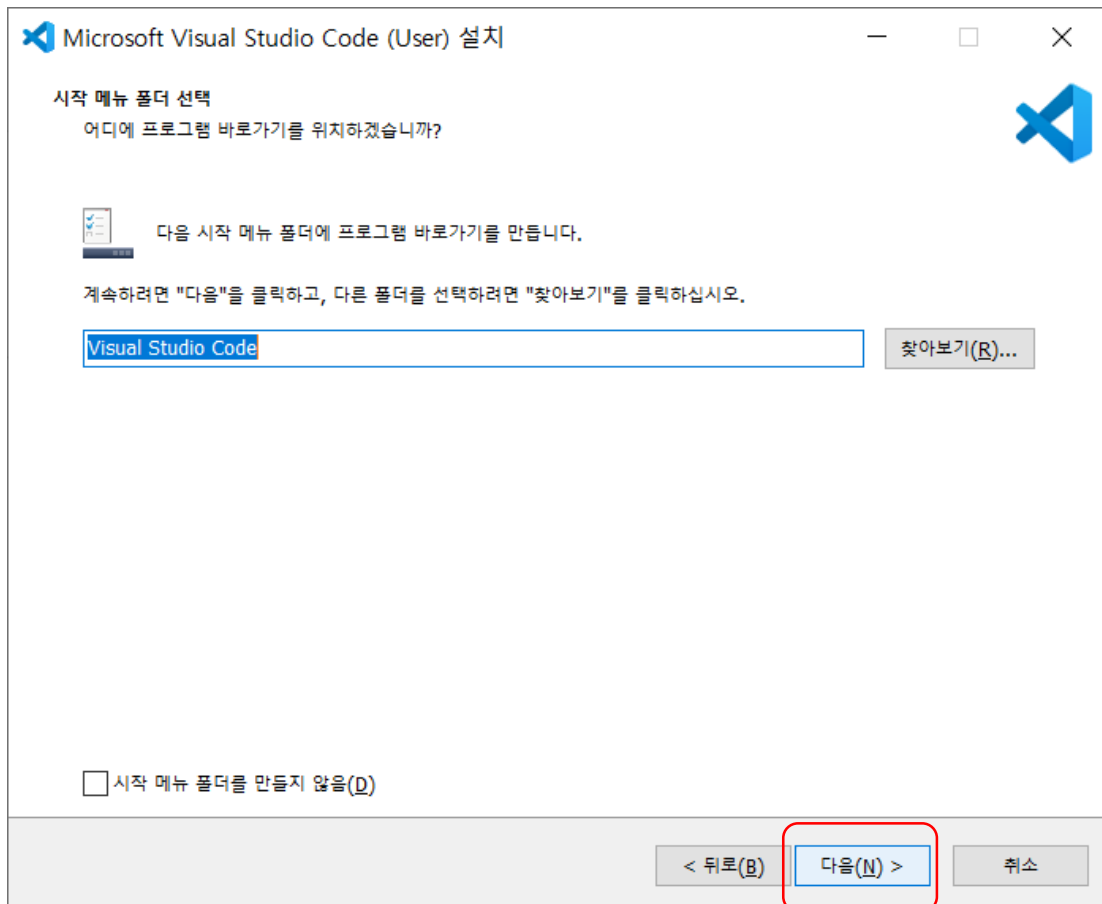 Microsoft Visual Studio Code (User) 설치
시작 메뉴 폴더 선택
어디에 프로그램 바로가기를 위치하겠습니까?
다음 시작 메뉴 폴더에 프로그램 바로가기를 만듭니다.
계속하려면 "다음"을 클릭하고, 다른 폴더를 선택하려면 "찾아보기"를 클릭하십시오.
Visual Studio Code
찾아보기(R)...
시작 메뉴 폴더를 만들지 않음(D)
< 뒤로(B)
다음(N) >
취소